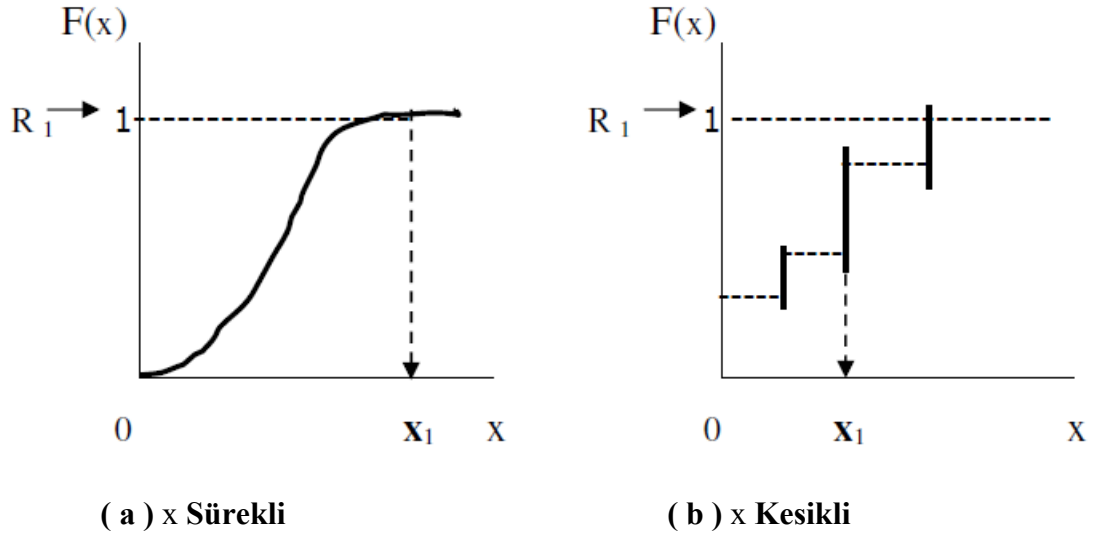 F(x) F(x)
R 1 1 R 1 1
0 x1 x 0 x1 x
( a ) x Sürekli ( b ) x Kesikli